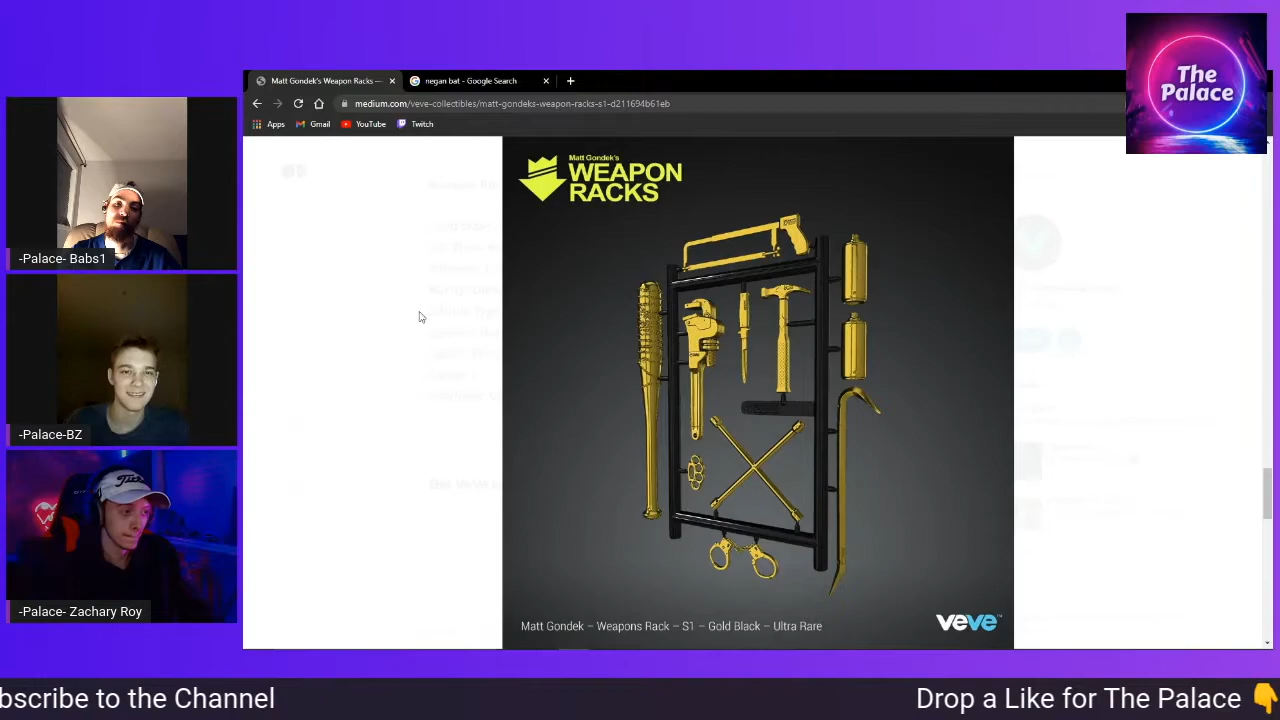 The
Palace
Matt Gondek's Weapon Racks —
negan bat - Google Search
medium.com/veve-collectibles/matt-gondeks-weapon-racks-s1-d211694b61eb
Apps Gmail YouTube Twitch
-Palace- Babs1
-Palace-BZ
-Palace- Zachary Roy
Matt Gondek's
WEAPON
RACKS
Matt Gondek – Weapons Rack – S1 – Gold Black – Ultra Rare
veve
bscribe to the Channel
Drop a Like for The Palace